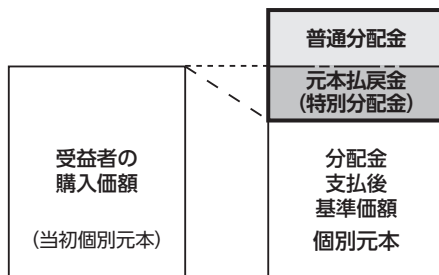 普通分配金
元本払戻金
(特別分配金)
受益者の
購入価額
(当初個別元本)
分配金
支払後
基準価額
個別元本